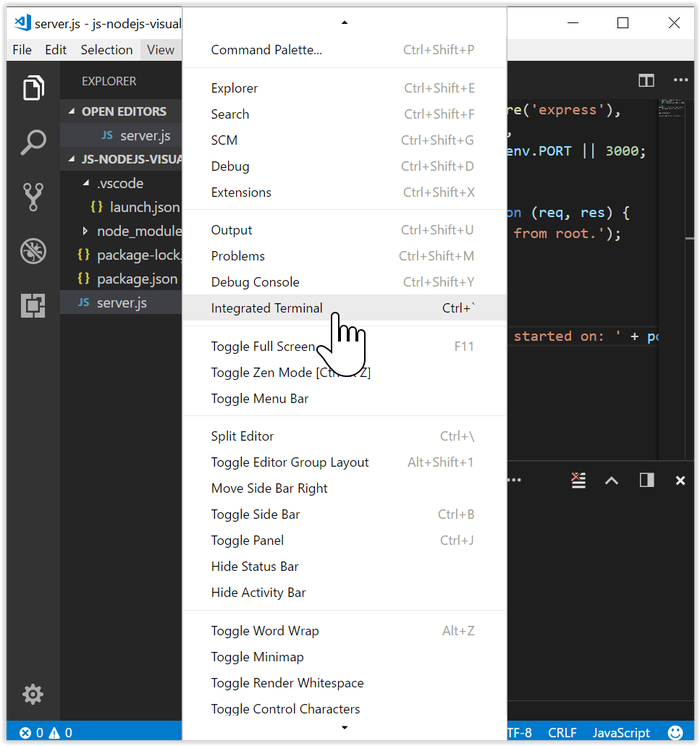 server.js - js-nodejs-visual
File Edit Selection View
Command Palette... Ctrl+Shift+P
Explorer Ctrl+Shift+E
Search Ctrl+Shift+F
SCM Ctrl+Shift+G
Debug Ctrl+Shift+D
Extensions Ctrl+Shift+X
Output Ctrl+Shift+U
Problems Ctrl+Shift+M
Debug Console Ctrl+Shift+Y
Integrated Terminal Ctrl+`
Toggle Full Screen F11
Toggle Zen Mode [Ct Z]
Toggle Menu Bar
Split Editor Ctrl+\
Toggle Editor Group Layout Alt+Shift+1
Move Side Bar Right
Toggle Side Bar Ctrl+B
Toggle Panel Ctrl+J
Hide Status Bar
Hide Activity Bar
Toggle Word Wrap Alt+Z
Toggle Minimap
Toggle Render Whitespace
Toggle Control Characters
EXPLORER
OPEN EDITORS
JS server.js
JS-NODEJS-VISUA
.vscode
{} launch.json
node_module
{} package-lock.
{} package.json
JS server.js
re('express'),
,
env.PORT || 3000;
on (req, res) {
from root.');
started on: ' + po
0 0
TF-8 CRLF JavaScript